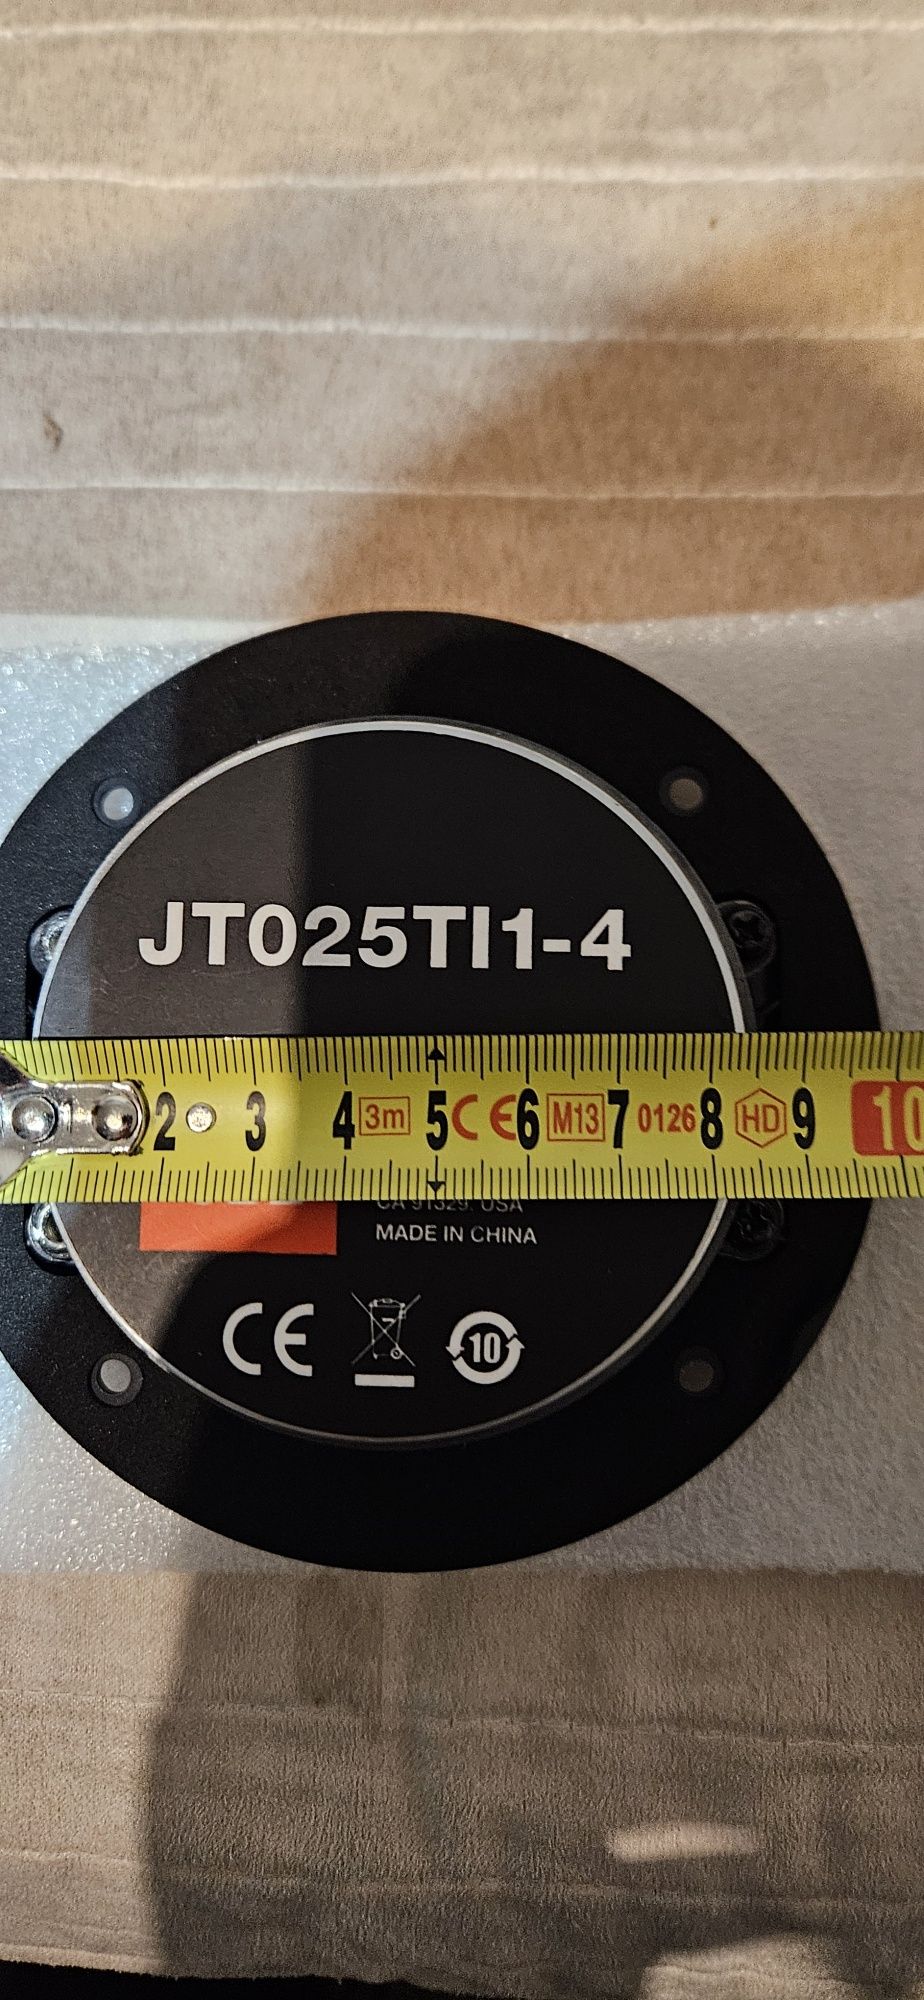 JT025TI1-4
2 3 4 3m 5 CE 6 M13 7 0126 8 HD 9 10
CA 91329. USA
MADE IN CHINA
CE
10